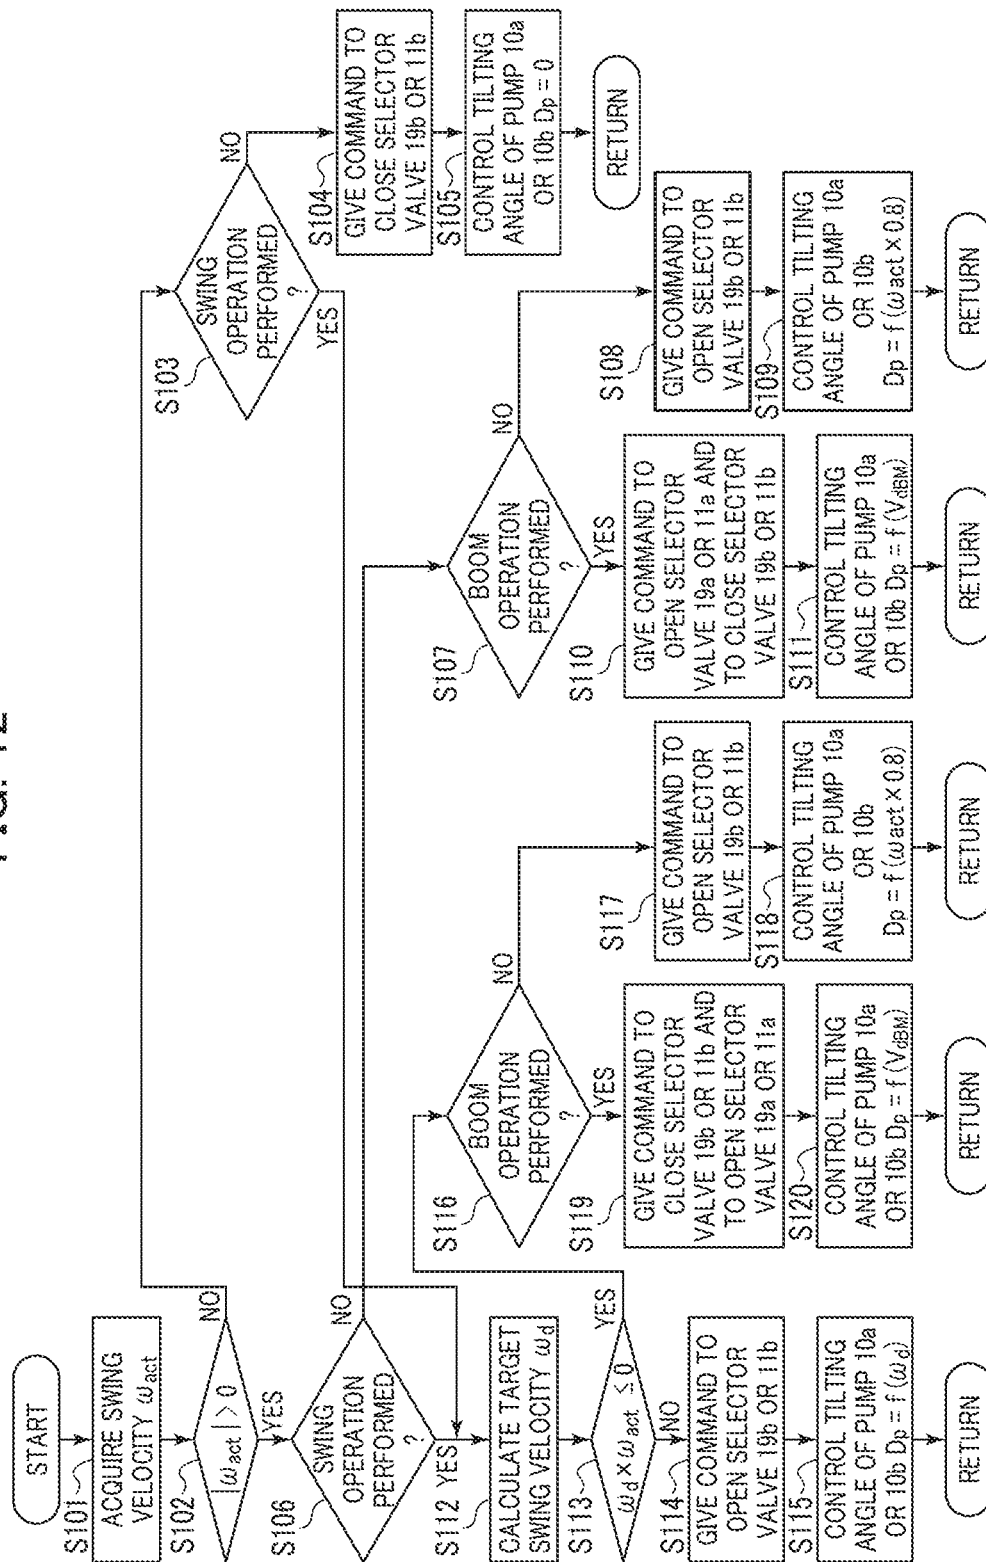 FIG. 12
START
S101
ACQUIRE SWING
VELOCITY ωact
S102
|ωact| > 0
NO
YES
S103
SWING
OPERATION
PERFORMED
?
NO
YES
S104
GIVE COMMAND TO
CLOSE SELECTOR
VALVE 19b OR 11b
S105
CONTROL TILTING
ANGLE OF PUMP 10a
OR 10b Dp = 0
RETURN
S106
SWING
OPERATION
PERFORMED
?
NO
YES
S107
BOOM
OPERATION
PERFORMED
?
NO
YES
S108
GIVE COMMAND TO
OPEN SELECTOR
VALVE 19b OR 11b
S109
CONTROL TILTING
ANGLE OF PUMP 10a
OR 10b
Dp = f (ωact × 0.8)
RETURN
S110
GIVE COMMAND TO
OPEN SELECTOR
VALVE 19a OR 11a AND
TO CLOSE SELECTOR
VALVE 19b OR 11b
S111
CONTROL TILTING
ANGLE OF PUMP 10a
OR 10b Dp = f (VdBM)
RETURN
S112
CALCULATE TARGET
SWING VELOCITY ωd
S113
ωd × ωact ≤ 0
YES
NO
S114
GIVE COMMAND TO
OPEN SELECTOR
VALVE 19b OR 11b
S115
CONTROL TILTING
ANGLE OF PUMP 10a
OR 10b Dp = f (ωd)
RETURN
S116
BOOM
OPERATION
PERFORMED
?
NO
YES
S117
GIVE COMMAND TO
OPEN SELECTOR
VALVE 19b OR 11b
S118
CONTROL TILTING
ANGLE OF PUMP 10a
OR 10b
Dp = f (ωact × 0.8)
RETURN
S119
GIVE COMMAND TO
CLOSE SELECTOR
VALVE 19b OR 11b AND
TO OPEN SELECTOR
VALVE 19a OR 11a
S120
CONTROL TILTING
ANGLE OF PUMP 10a
OR 10b Dp = f (VdBM)
RETURN